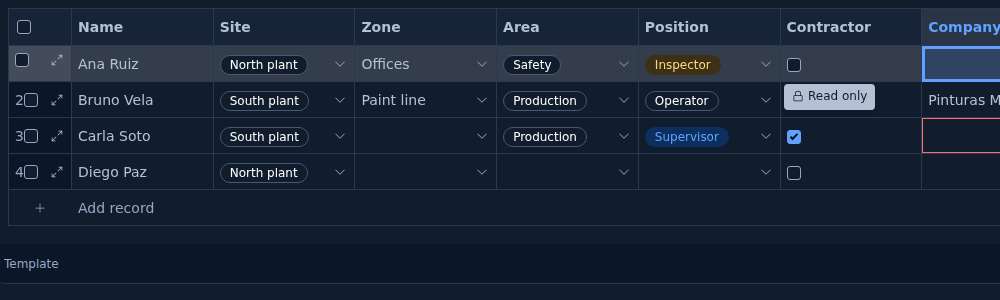 Name Site Zone Area Position Contractor Company
Ana Ruiz North plant Offices Safety Inspector
2 Bruno Vela South plant Paint line Production Operator Read only Pinturas M
3 Carla Soto South plant Production Supervisor
4 Diego Paz North plant
+ Add record
Template